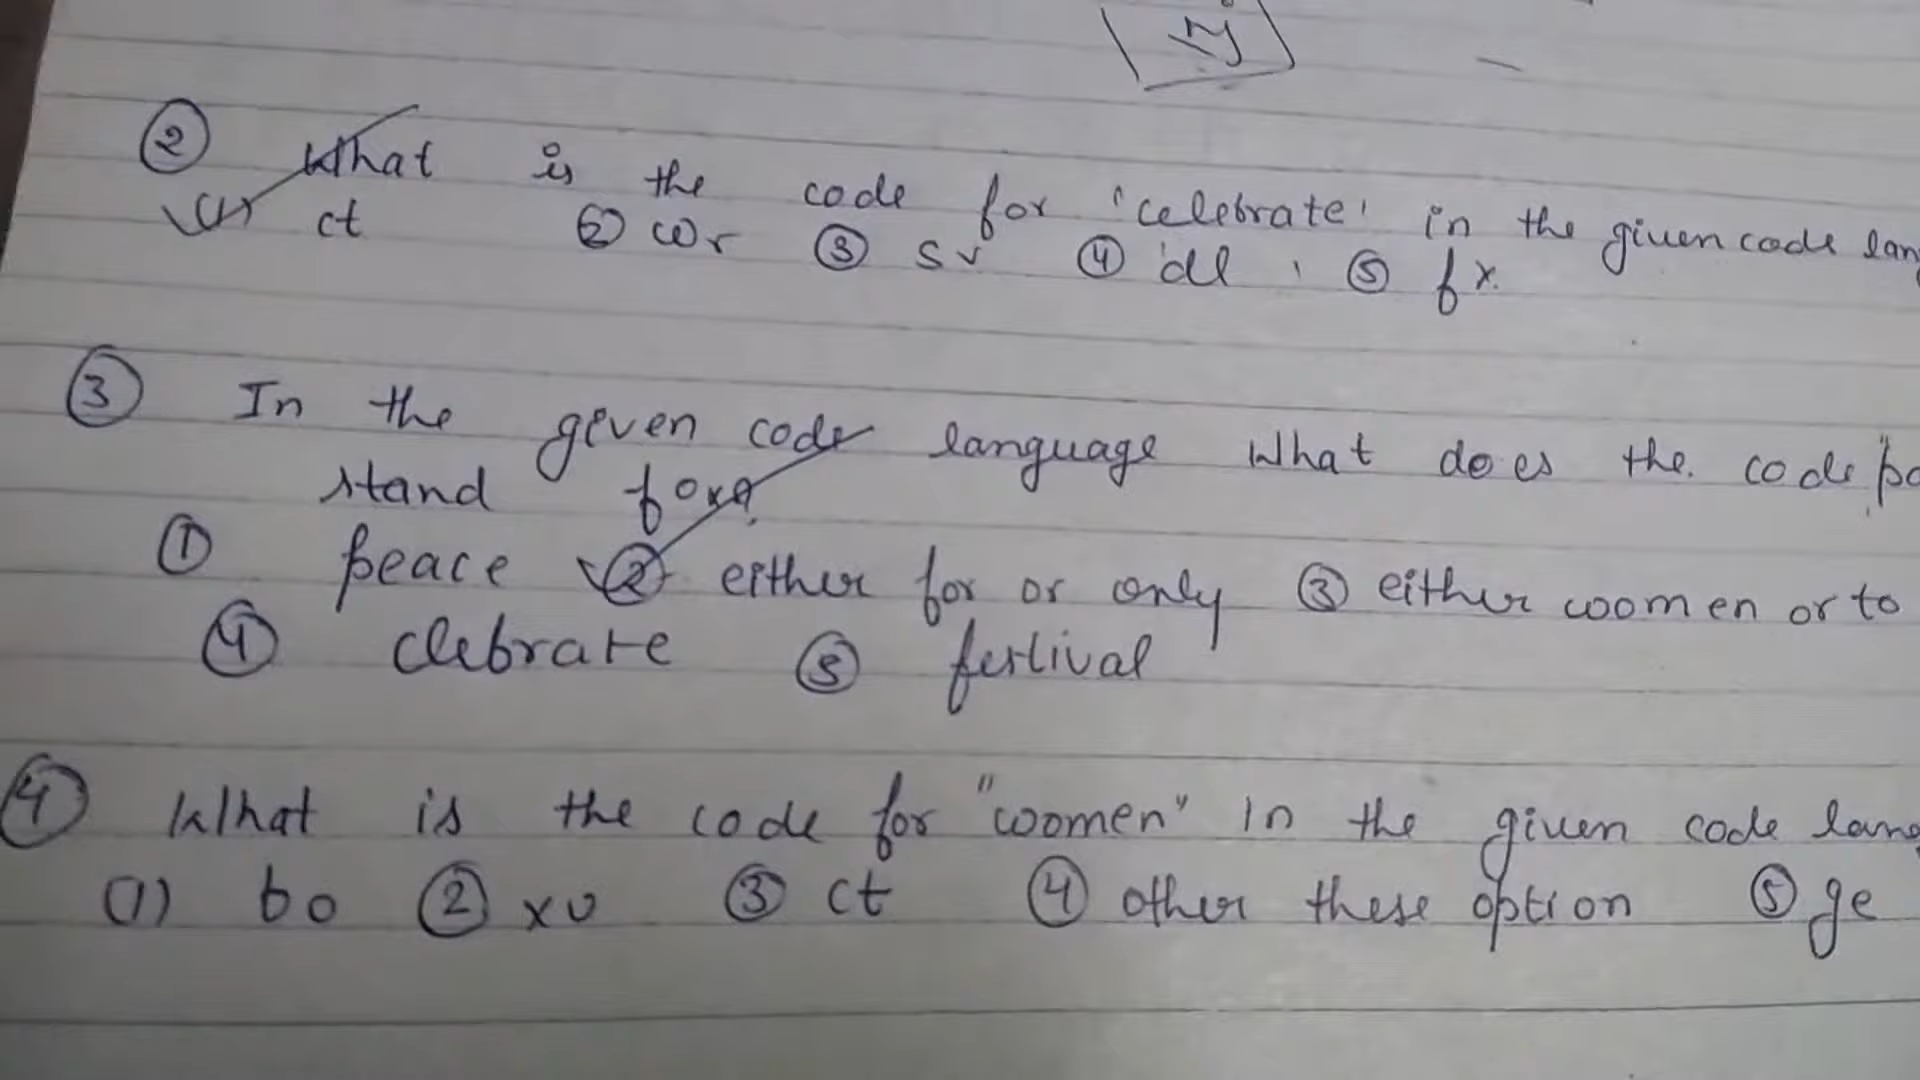 ② What is the code for 'celebrate' in the given code lan
(1) ct ② wr ③ sv ④ 'dl' ⑤ fx.
③ In the given code language What does the. code "po
stand for?
① peace ② either for or only ③ either women or to
④ clebrate ⑤ festival
④ What is the code for "women" in the given code lang
(1) bo ② xv ③ ct ④ other these option ⑤ ge